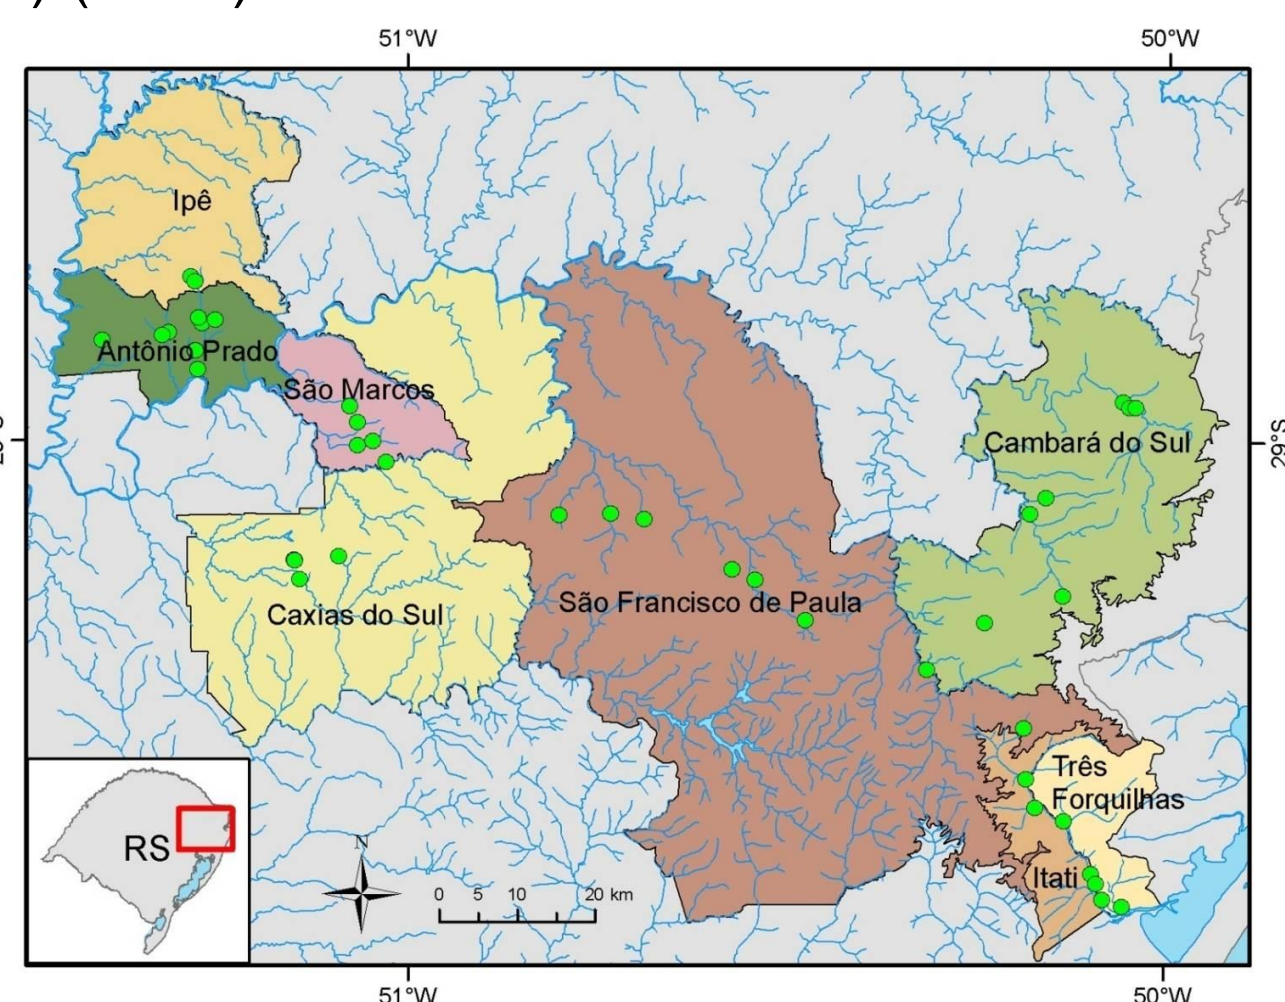 51°W 50°W
Ipê
Antônio Prado
São Marcos
Cambará do Sul
29°S
Caxias do Sul
São Francisco de Paula
Três
Forquilhas
Itati
RS
N
0 5 10 20 km
51°W 50°W